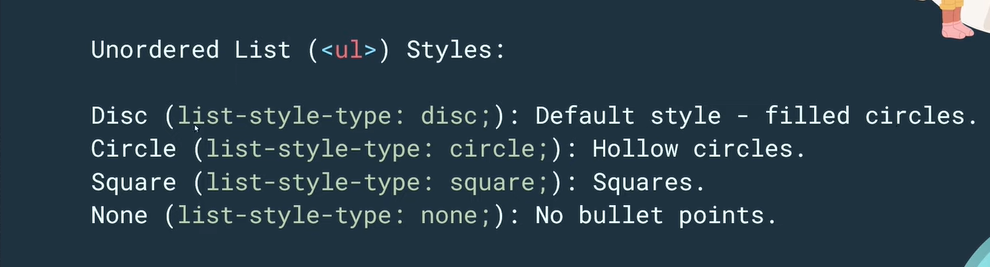 Unordered List (<ul>) Styles:
Disc (list-style-type: disc;): Default style - filled circles.
Circle (list-style-type: circle;): Hollow circles.
Square (list-style-type: square;): Squares.
None (list-style-type: none;): No bullet points.